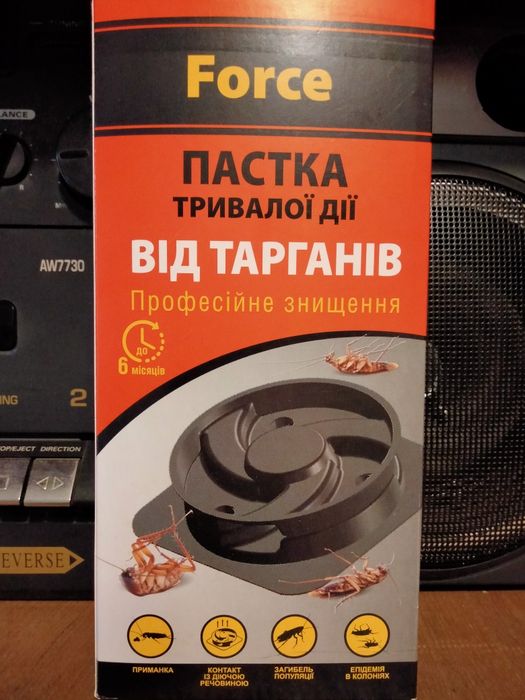 Force
ПАСТКА
ТРИВАЛОЇ ДІЇ
ВІД ТАРГАНІВ
Професійне знищення
ДО
6 місяців
ПРИМАНКА
КОНТАКТ
ІЗ ДІЮЧОЮ
РЕЧОВИНОЮ
ЗАГИБЕЛЬ
ПОПУЛЯЦІЇ
ЕПІДЕМІЯ
В КОЛОНІЯХ
AW7730
2
DIRECTION
EVERSE